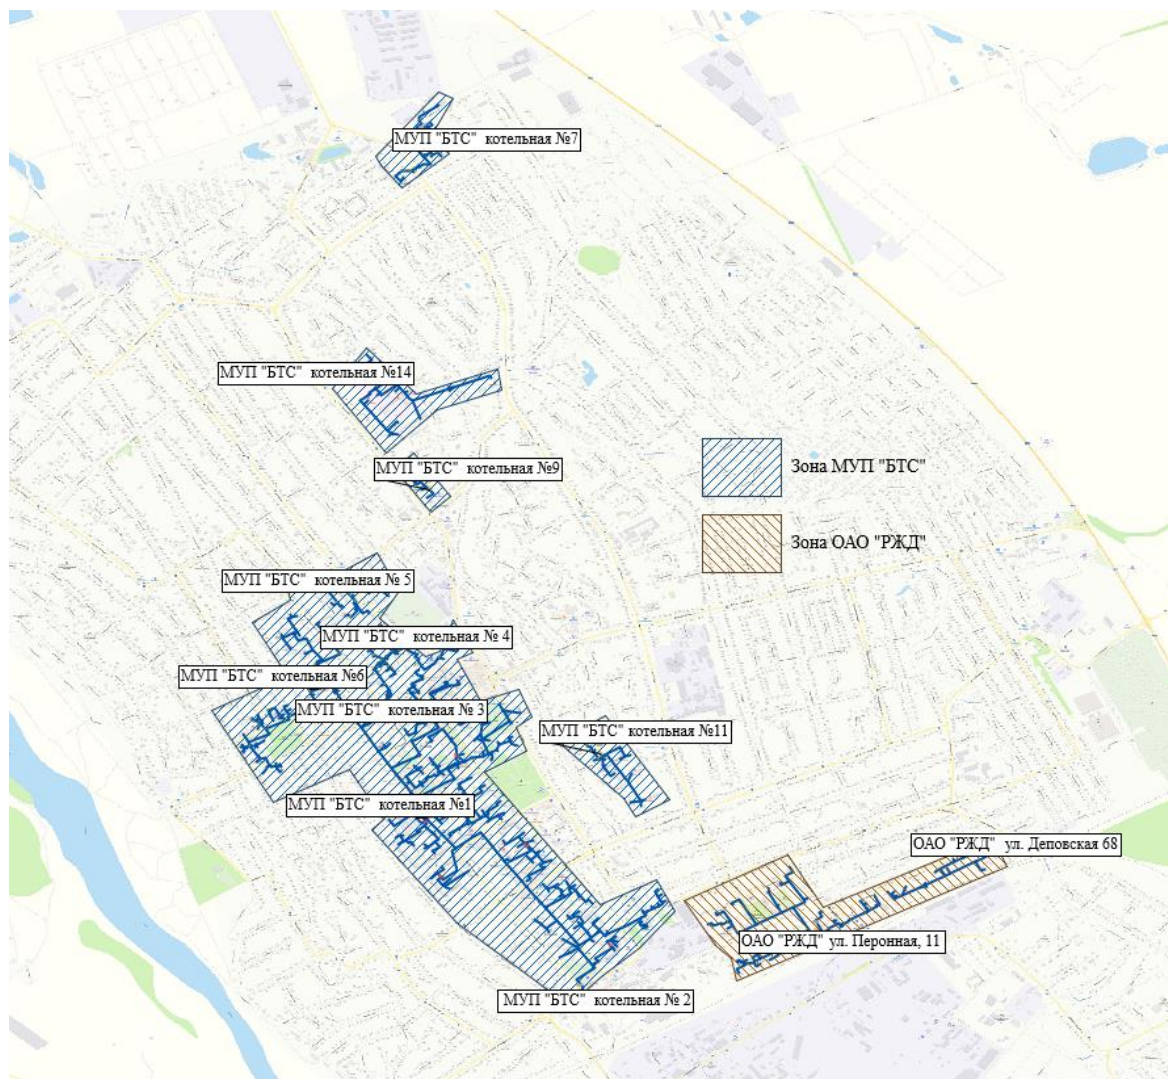 МУП "БТС" котельная №7
МУП "БТС" котельная №14
МУП "БТС" котельная №9
Зона МУП "БТС"
Зона ОАО "РЖД"
МУП "БТС" котельная № 5
МУП "БТС" котельная № 4
МУП "БТС" котельная №6
МУП "БТС" котельная № 3
МУП "БТС" котельная №11
МУП "БТС" котельная №1
ОАО "РЖД" ул. Деповская 68
ОАО "РЖД" ул. Перонная, 11
МУП "БТС" котельная № 2